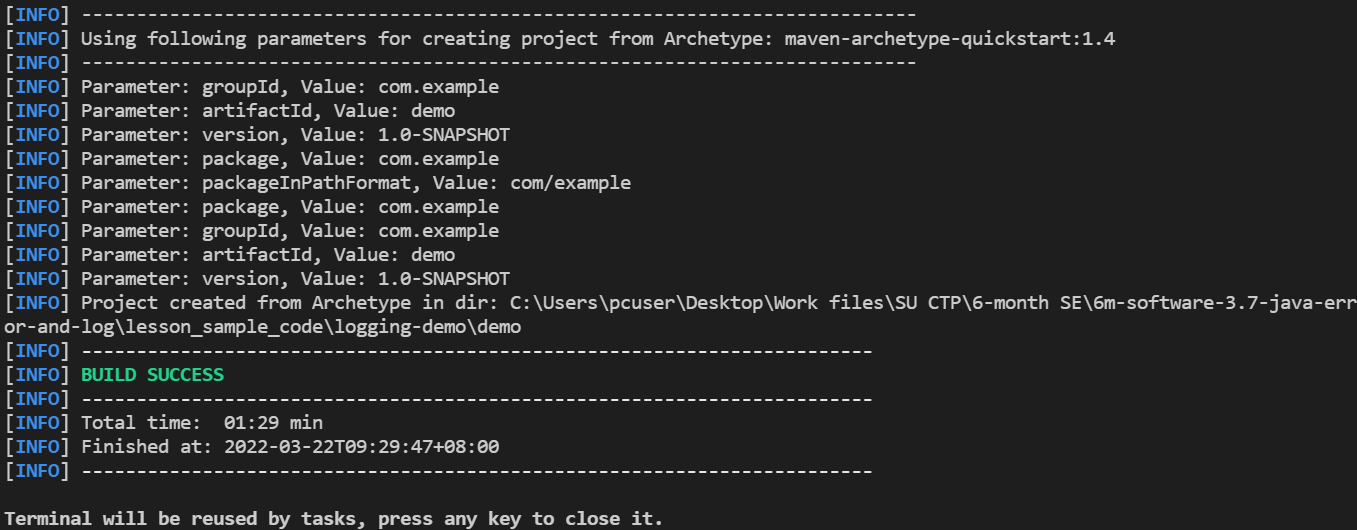 [INFO] ----------------------------------------------------------------------------
[INFO] Using following parameters for creating project from Archetype: maven-archetype-quickstart:1.4
[INFO] ----------------------------------------------------------------------------
[INFO] Parameter: groupId, Value: com.example
[INFO] Parameter: artifactId, Value: demo
[INFO] Parameter: version, Value: 1.0-SNAPSHOT
[INFO] Parameter: package, Value: com.example
[INFO] Parameter: packageInPathFormat, Value: com/example
[INFO] Parameter: package, Value: com.example
[INFO] Parameter: groupId, Value: com.example
[INFO] Parameter: artifactId, Value: demo
[INFO] Parameter: version, Value: 1.0-SNAPSHOT
[INFO] Project created from Archetype in dir: C:\Users\pcuser\Desktop\Work files\SU CTP\6-month SE\6m-software-3.7-java-err
or-and-log\lesson_sample_code\logging-demo\demo
[INFO] ------------------------------------------------------------------------
[INFO] BUILD SUCCESS
[INFO] ------------------------------------------------------------------------
[INFO] Total time:  01:29 min
[INFO] Finished at: 2022-03-22T09:29:47+08:00
[INFO] ------------------------------------------------------------------------
Terminal will be reused by tasks, press any key to close it.